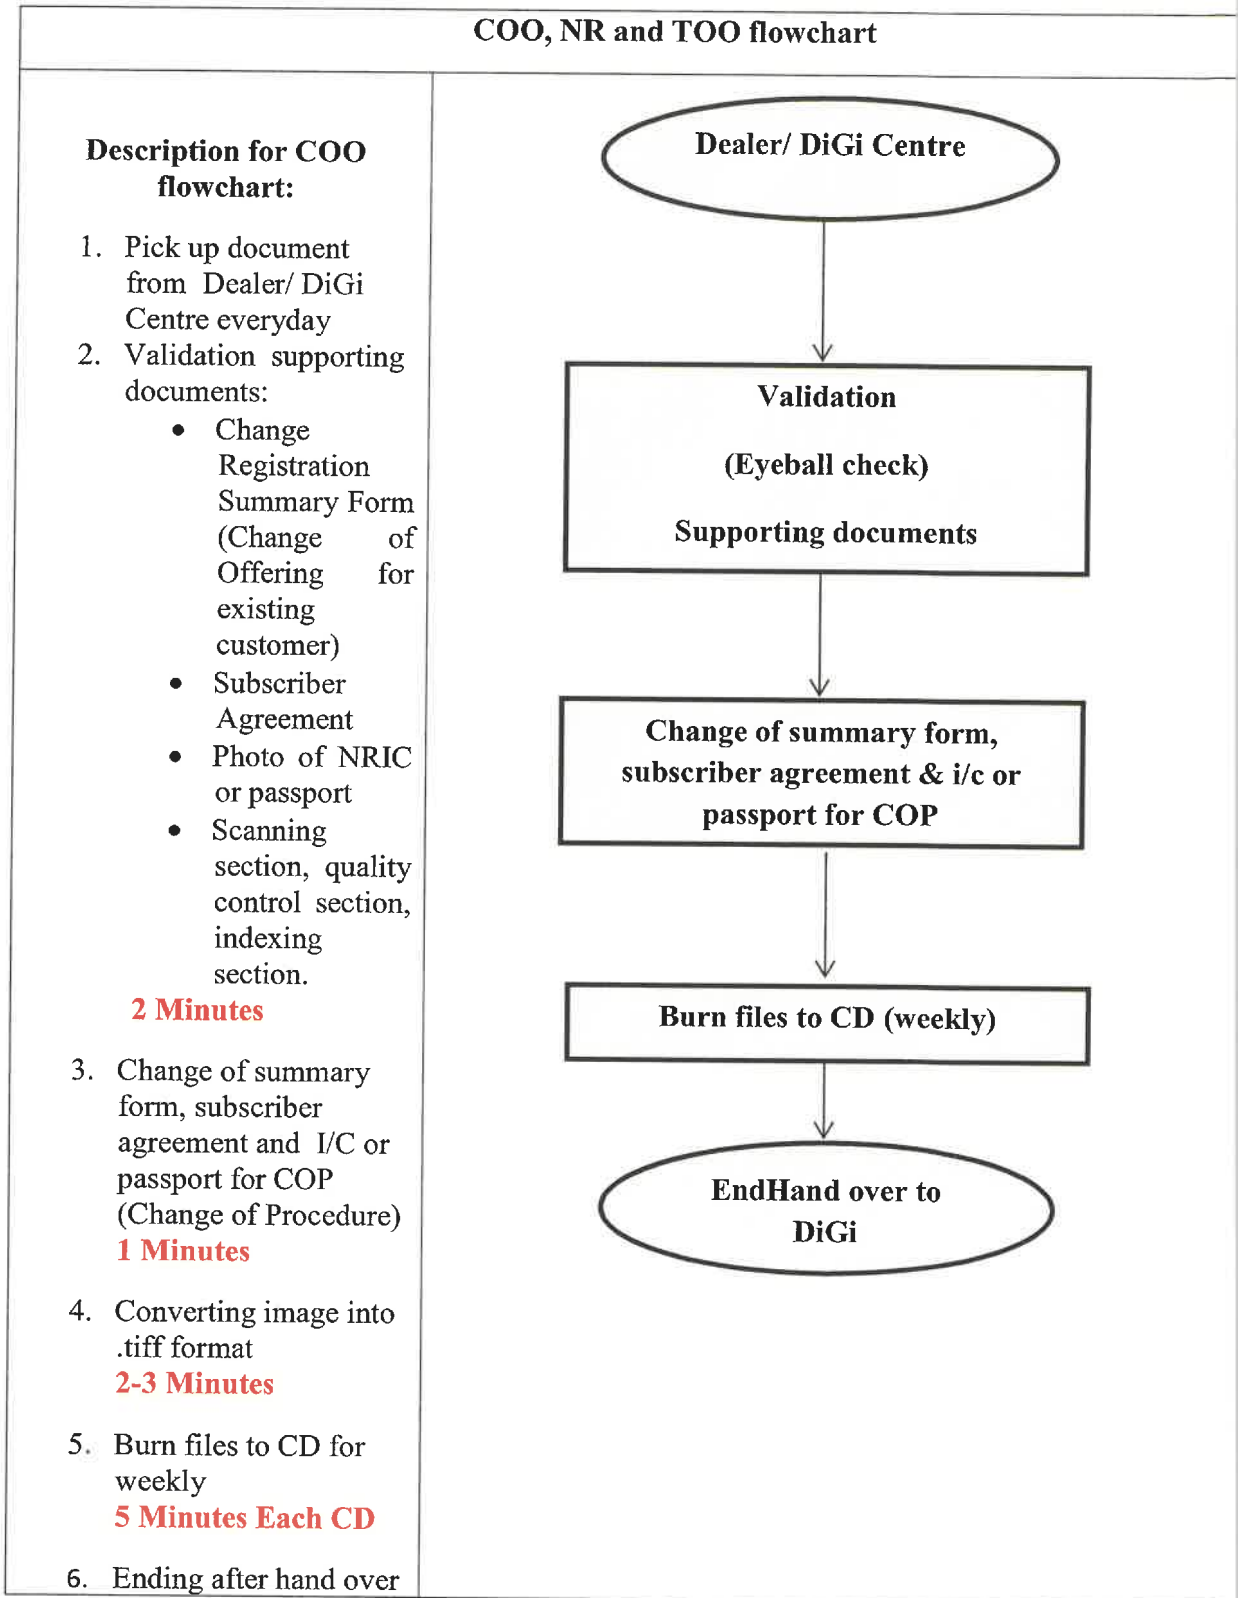 COO, NR and TOO flowchart
Description for COO
flowchart:
1. Pick up document
from Dealer/ DiGi
Centre everyday
2. Validation supporting
documents:
• Change
Registration
Summary Form
(Change of
Offering for
existing
customer)
• Subscriber
Agreement
• Photo of NRIC
or passport
• Scanning
section, quality
control section,
indexing
section.
2 Minutes
3. Change of summary
form, subscriber
agreement and I/C or
passport for COP
(Change of Procedure)
1 Minutes
4. Converting image into
.tiff format
2-3 Minutes
5. Burn files to CD for
weekly
5 Minutes Each CD
6. Ending after hand over
Dealer/ DiGi Centre
Validation
(Eyeball check)
Supporting documents
Change of summary form,
subscriber agreement & i/c or
passport for COP
Burn files to CD (weekly)
EndHand over to
DiGi